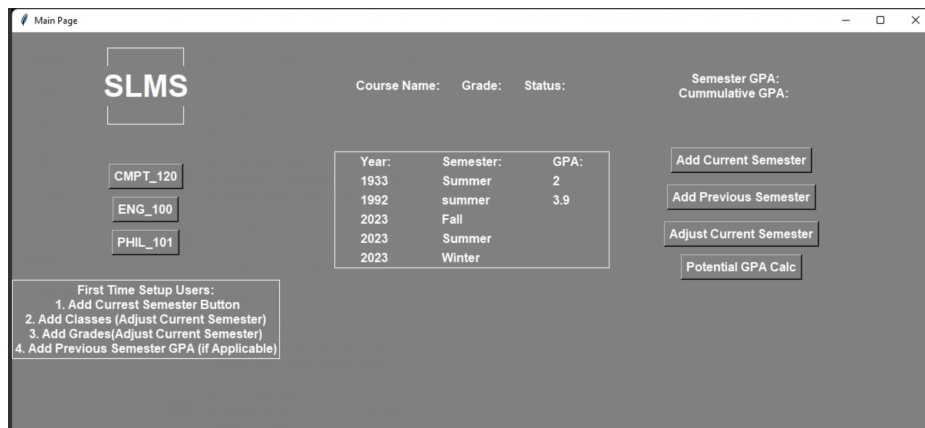 Main Page
SLMS
Course Name: Grade: Status:
Semester GPA:
Cummulative GPA:
CMPT_120
ENG_100
PHIL_101
Year: Semester: GPA:
1933 Summer 2
1992 summer 3.9
2023 Fall
2023 Summer
2023 Winter
Add Current Semester
Add Previous Semester
Adjust Current Semester
Potential GPA Calc
First Time Setup Users:
1. Add Currest Semester Button
2. Add Classes (Adjust Current Semester)
3. Add Grades(Adjust Current Semester)
4. Add Previous Semester GPA (if Applicable)